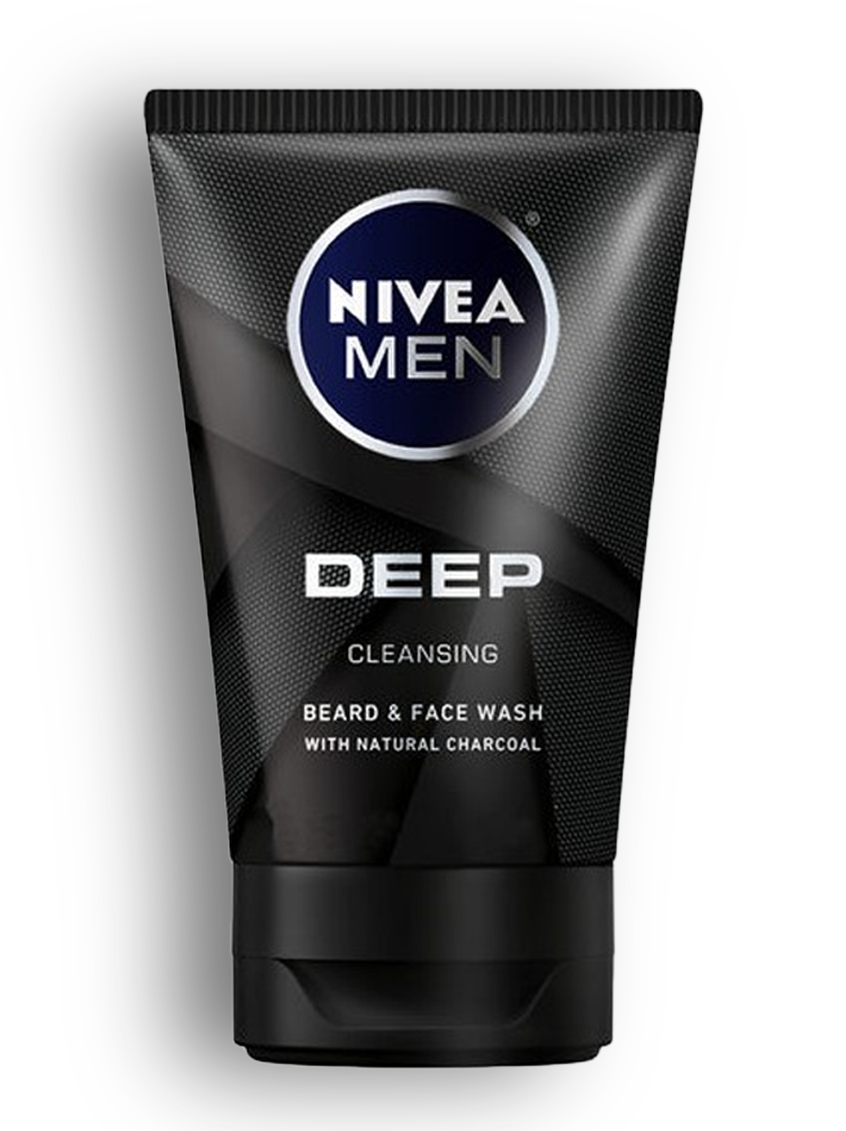 NIVEA
MEN
®
DEEP
CLEANSING
BEARD & FACE WASH
WITH NATURAL CHARCOAL